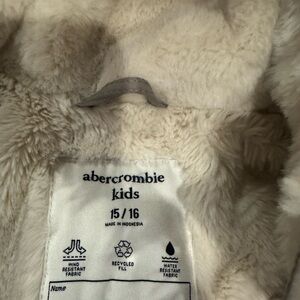 abercrombie
kids
15/16
MADE IN INDONESIA
WIND
RESISTANT
FABRIC
RECYCLED
FILL
WATER
RESISTANT
FABRIC
Name